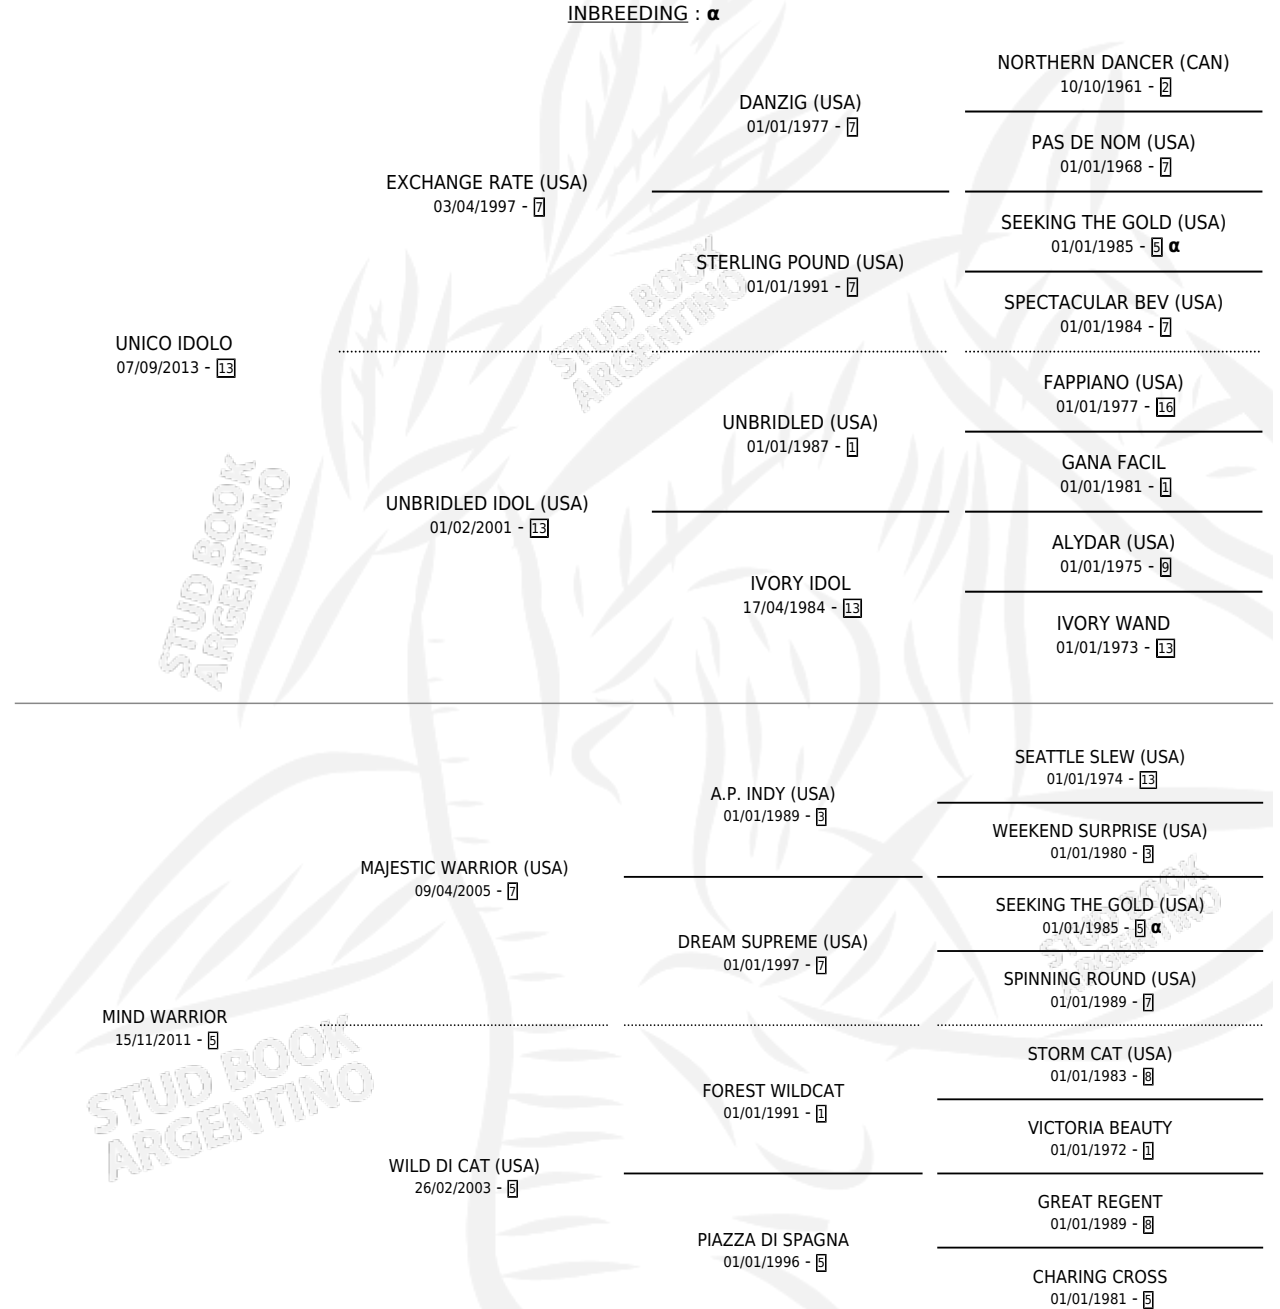 INBREEDING : α
NORTHERN DANCER (CAN)
10/10/1961 - 2
DANZIG (USA)
01/01/1977 - 7
PAS DE NOM (USA)
01/01/1968 - 7
EXCHANGE RATE (USA)
03/04/1997 - 7
SEEKING THE GOLD (USA)
01/01/1985 - 5 α
STERLING POUND (USA)
01/01/1991 - 7
SPECTACULAR BEV (USA)
01/01/1984 - 7
UNICO IDOLO
07/09/2013 - 13
FAPPIANO (USA)
01/01/1977 - 16
UNBRIDLED (USA)
01/01/1987 - 1
GANA FACIL
01/01/1981 - 1
UNBRIDLED IDOL (USA)
01/02/2001 - 13
ALYDAR (USA)
01/01/1975 - 9
IVORY IDOL
17/04/1984 - 13
IVORY WAND
01/01/1973 - 13
SEATTLE SLEW (USA)
01/01/1974 - 13
A.P. INDY (USA)
01/01/1989 - 3
WEEKEND SURPRISE (USA)
01/01/1980 - 3
MAJESTIC WARRIOR (USA)
09/04/2005 - 7
SEEKING THE GOLD (USA)
01/01/1985 - 5 α
DREAM SUPREME (USA)
01/01/1997 - 7
SPINNING ROUND (USA)
01/01/1989 - 7
MIND WARRIOR
15/11/2011 - 5
STORM CAT (USA)
01/01/1983 - 8
FOREST WILDCAT
01/01/1991 - 1
VICTORIA BEAUTY
01/01/1972 - 1
WILD DI CAT (USA)
26/02/2003 - 5
GREAT REGENT
01/01/1989 - 8
PIAZZA DI SPAGNA
01/01/1996 - 5
CHARING CROSS
01/01/1981 - 5
STUD BOOK
ARGENTINO
STUD BOOK
ARGENTINO
STUD BOOK
ARGENTINO
STUD BOOK
ARGENTINO